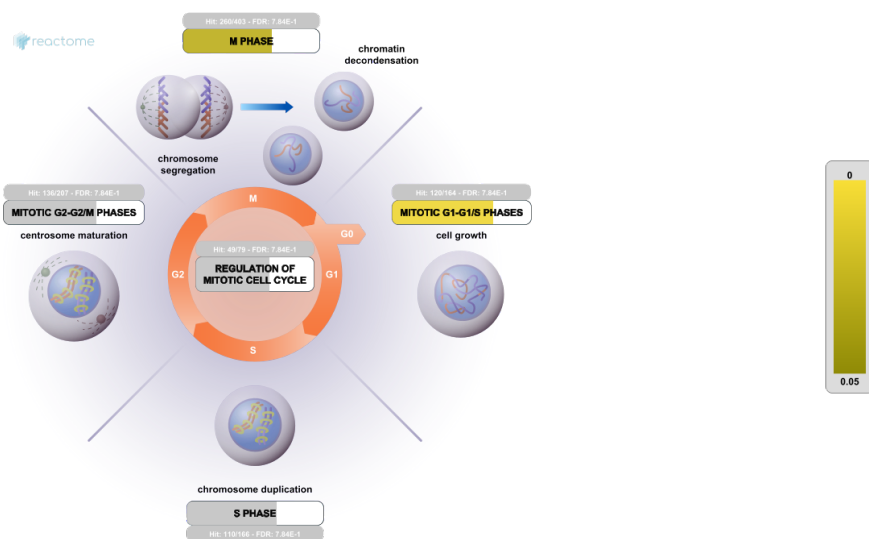 Hit: 260/403 - FDR: 7.84E-1
M PHASE
reactome
chromatin
decondensation
chromosome
segregation
Hit: 136/207 - FDR: 7.84E-1
MITOTIC G2-G2/M PHASES
centrosome maturation
Hit: 120/164 - FDR: 7.84E-1
MITOTIC G1-G1/S PHASES
cell growth
M
G0
G2
G1
S
Hit: 49/79 - FDR: 7.84E-1
REGULATION OF
MITOTIC CELL CYCLE
chromosome duplication
S PHASE
Hit: 110/166 - FDR: 7.84E-1
0
0.05